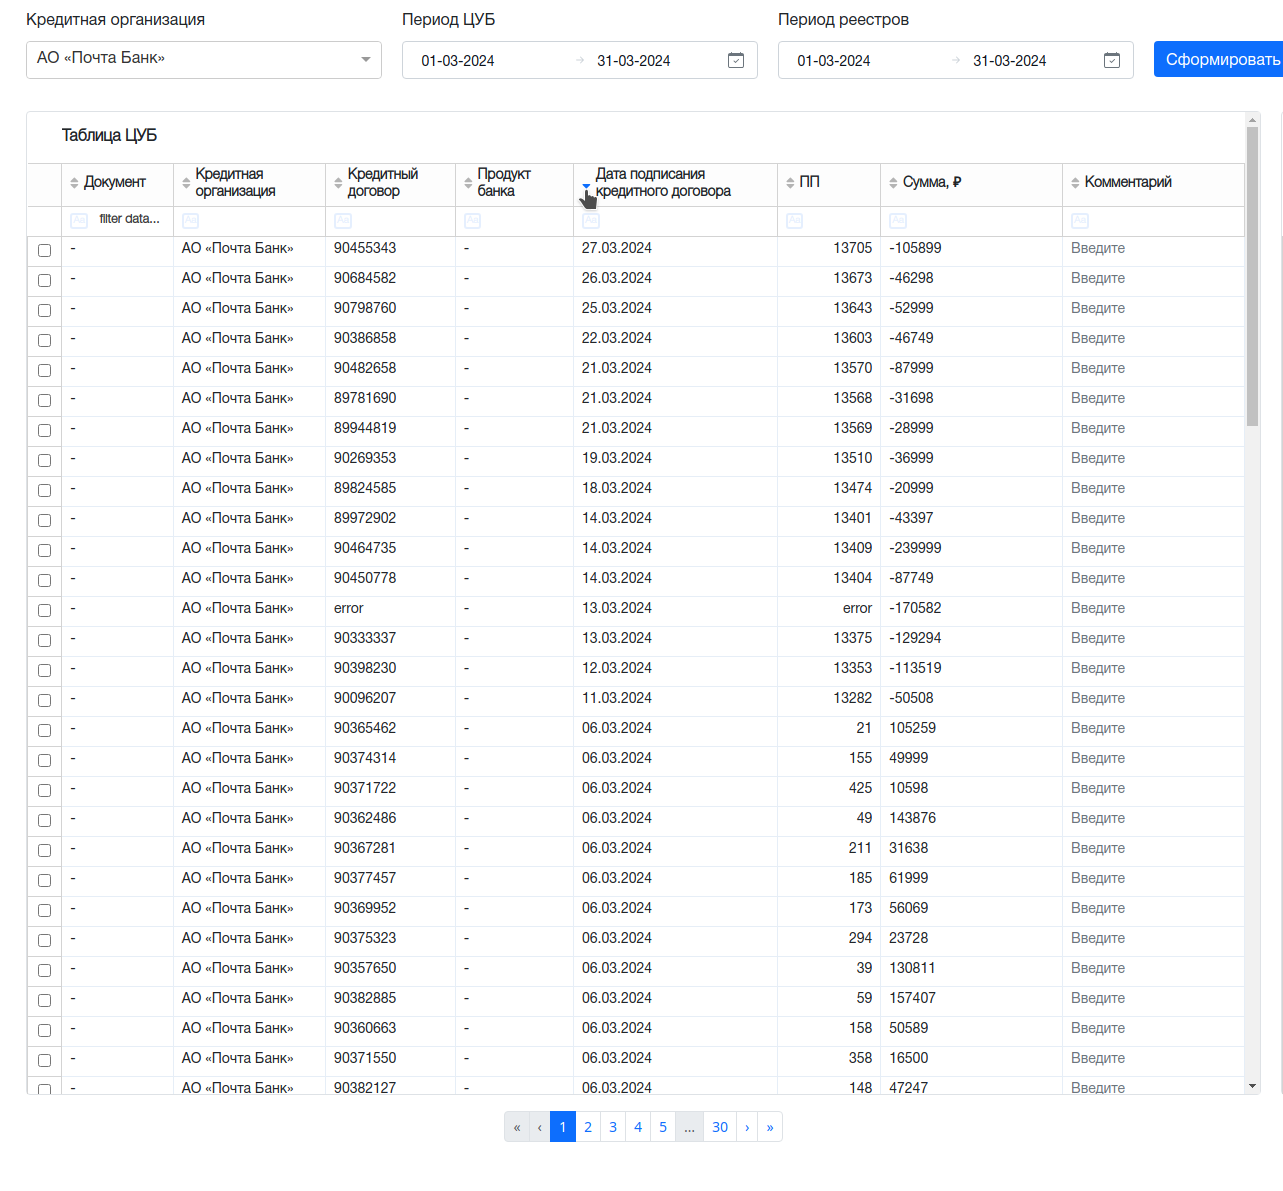 Кредитная организация Период ЦУБ Период реестров
АО «Почта Банк» 01-03-2024 → 31-03-2024 01-03-2024 → 31-03-2024 Сформировать
Таблица ЦУБ
Документ Кредитная организация Кредитный договор Продукт банка Дата подписания кредитного договора ПП Сумма, ₽ Комментарий
Aa filter data... Aa Aa Aa Aa Aa Aa Aa
- АО «Почта Банк» 90455343 - 27.03.2024 13705 -105899 Введите
- АО «Почта Банк» 90684582 - 26.03.2024 13673 -46298 Введите
- АО «Почта Банк» 90798760 - 25.03.2024 13643 -52999 Введите
- АО «Почта Банк» 90386858 - 22.03.2024 13603 -46749 Введите
- АО «Почта Банк» 90482658 - 21.03.2024 13570 -87999 Введите
- АО «Почта Банк» 89781690 - 21.03.2024 13568 -31698 Введите
- АО «Почта Банк» 89944819 - 21.03.2024 13569 -28999 Введите
- АО «Почта Банк» 90269353 - 19.03.2024 13510 -36999 Введите
- АО «Почта Банк» 89824585 - 18.03.2024 13474 -20999 Введите
- АО «Почта Банк» 89972902 - 14.03.2024 13401 -43397 Введите
- АО «Почта Банк» 90464735 - 14.03.2024 13409 -239999 Введите
- АО «Почта Банк» 90450778 - 14.03.2024 13404 -87749 Введите
- АО «Почта Банк» error - 13.03.2024 error -170582 Введите
- АО «Почта Банк» 90333337 - 13.03.2024 13375 -129294 Введите
- АО «Почта Банк» 90398230 - 12.03.2024 13353 -113519 Введите
- АО «Почта Банк» 90096207 - 11.03.2024 13282 -50508 Введите
- АО «Почта Банк» 90365462 - 06.03.2024 21 105259 Введите
- АО «Почта Банк» 90374314 - 06.03.2024 155 49999 Введите
- АО «Почта Банк» 90371722 - 06.03.2024 425 10598 Введите
- АО «Почта Банк» 90362486 - 06.03.2024 49 143876 Введите
- АО «Почта Банк» 90367281 - 06.03.2024 211 31638 Введите
- АО «Почта Банк» 90377457 - 06.03.2024 185 61999 Введите
- АО «Почта Банк» 90369952 - 06.03.2024 173 56069 Введите
- АО «Почта Банк» 90375323 - 06.03.2024 294 23728 Введите
- АО «Почта Банк» 90357650 - 06.03.2024 39 130811 Введите
- АО «Почта Банк» 90382885 - 06.03.2024 59 157407 Введите
- АО «Почта Банк» 90360663 - 06.03.2024 158 50589 Введите
- АО «Почта Банк» 90371550 - 06.03.2024 358 16500 Введите
- АО «Почта Банк» 90382127 - 06.03.2024 148 47247 Введите
« ‹ 1 2 3 4 5 ... 30 › »